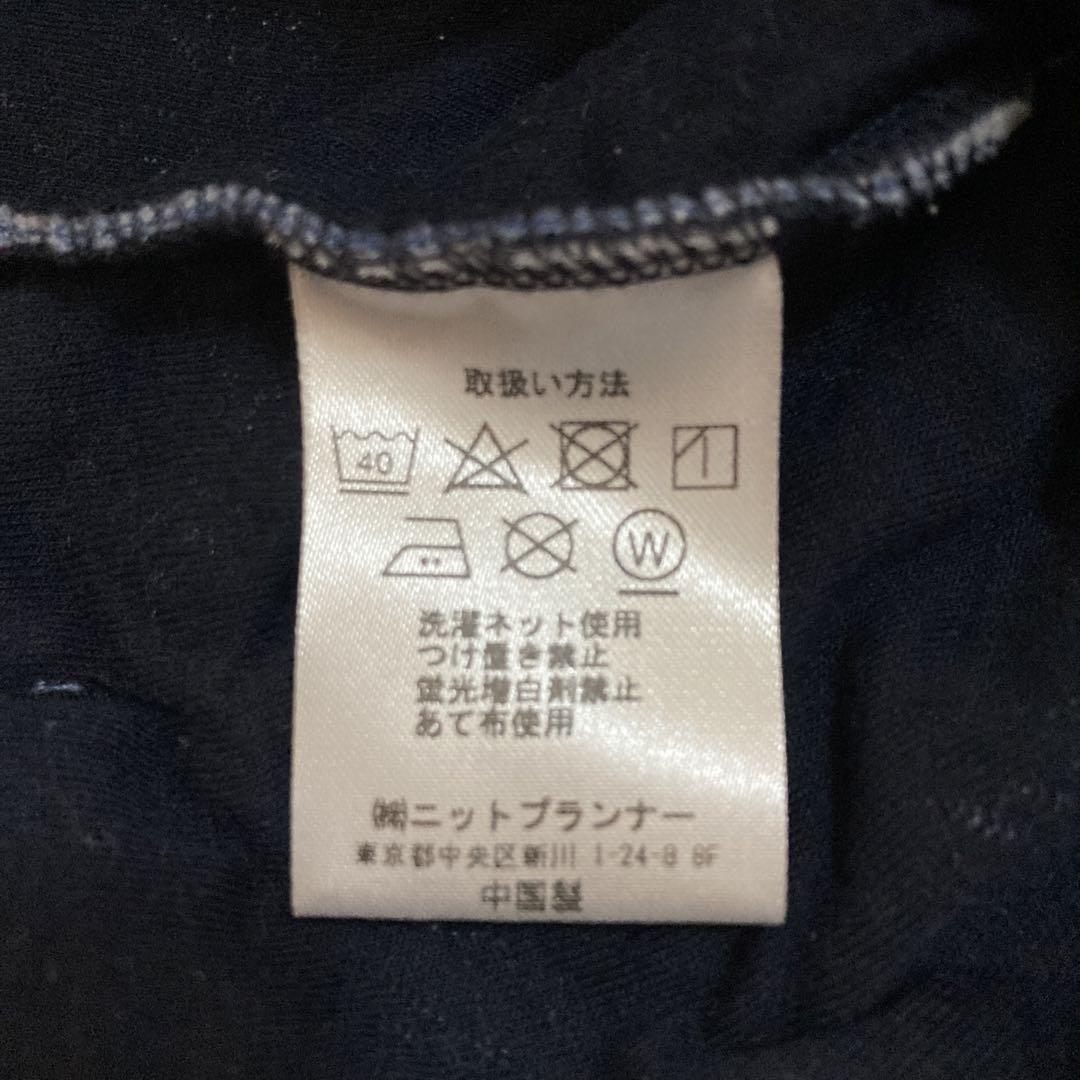 取扱い方法
40
W
洗濯ネット使用
つけ置き禁止
蛍光増白剤禁止
あて布使用
㈱ニットプランナー
東京都中央区新川 1-24-8 8F
中国製